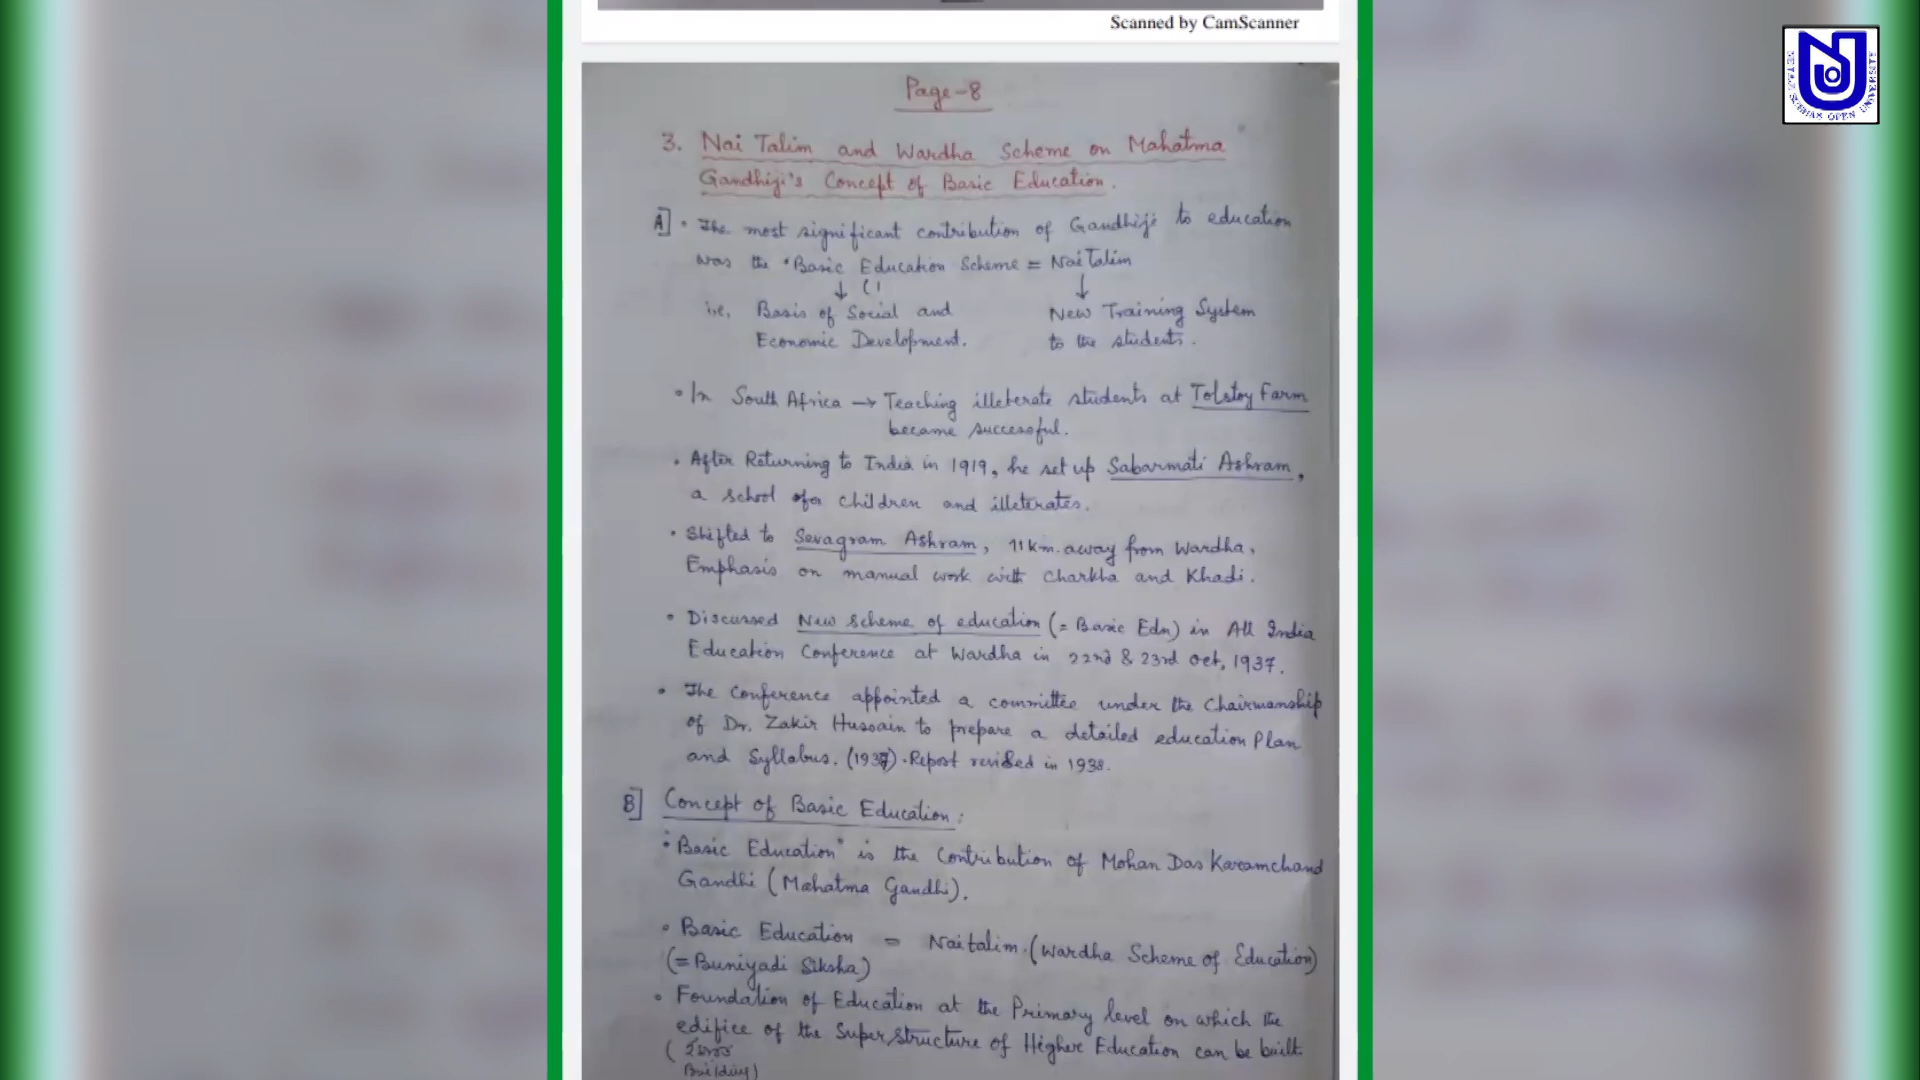 Scanned by CamScanner
NETAJI SUBHAS OPEN UNIVERSITY
Page-8
3. Nai Talim and Wardha Scheme on Mahatma
Gandhiji's Concept of Basic Education.
A] • The most significant contribution of Gandhiji to education
was the "Basic Education Scheme = Nai Talim
↓ ↓
i.e, Basis of Social and New Training System
Economic Development. to the students.
• In South Africa → Teaching illeterate students at Tolstoy Farm
became successful.
• After Returning to India in 1919, he set up Sabarmati Ashram,
a school for children and illeterates.
• Shifted to Sevagram Ashram, 11 km. away from Wardha,
Emphasis on manual work with Charkha and Khadi.
• Discussed New Scheme of education (= Basic Edn) in All India
Education Conference at Wardha in 22nd & 23rd Oct, 1937.
• The Conference appointed a committee under the Chairmanship
of Dr. Zakir Hussain to prepare a detailed education Plan
and Syllabus. (1937) • Report revised in 1938.
B] Concept of Basic Education:
"Basic Education" is the Contribution of Mohan Das Karamchand
Gandhi (Mahatma Gandhi).
• Basic Education = Naitalim. (Wardha Scheme of Education)
(= Buniyadi Siksha)
• Foundation of Education at the Primary level on which the
edifice of the Super Structure of Higher Education can be built.
Building)